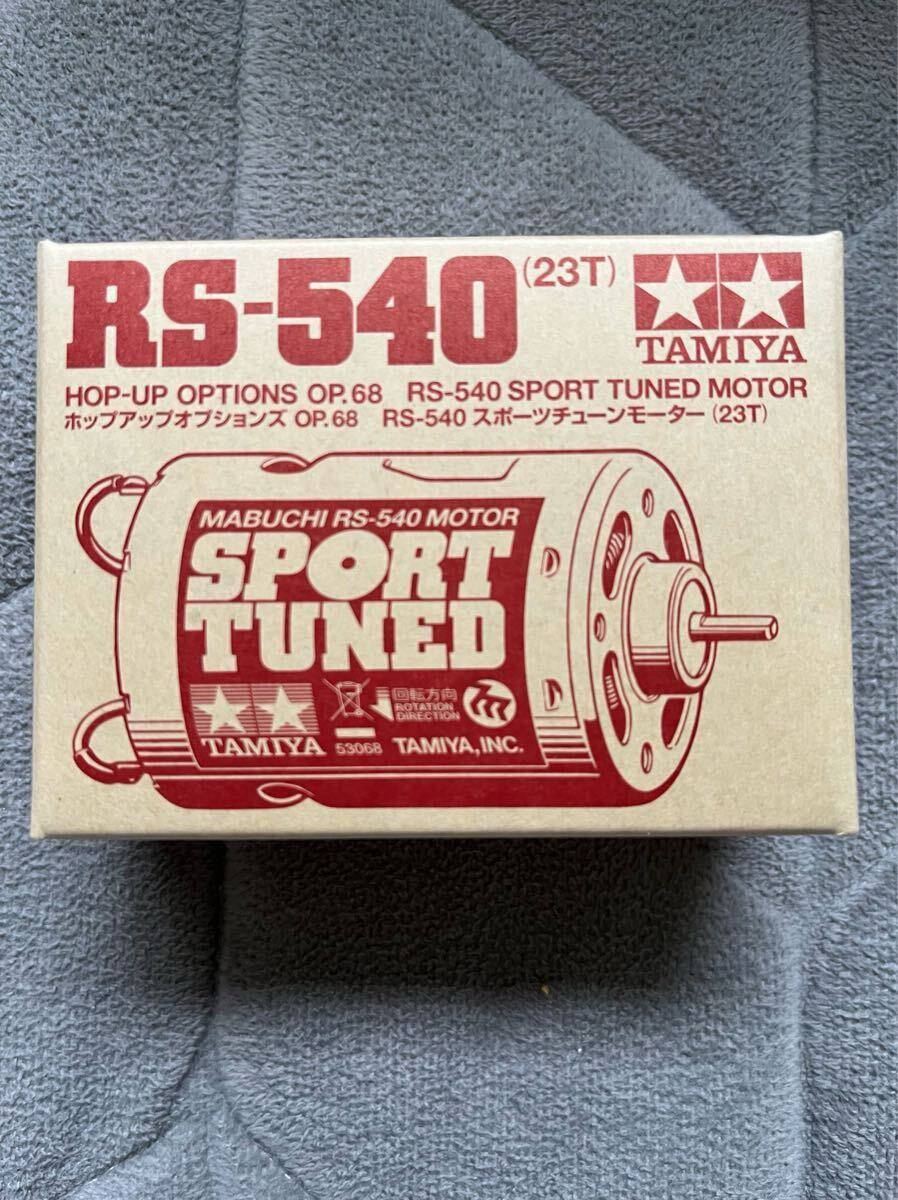 RS-540 (23T)
TAMIYA
HOP-UP OPTIONS OP.68 RS-540 SPORT TUNED MOTOR
ホップアップオプションズ OP.68 RS-540 スポーツチューンモーター (23T)
MABUCHI RS-540 MOTOR
SPORT
TUNED
回転方向
ROTATION
DIRECTION
TAMIYA 53068 TAMIYA, INC.